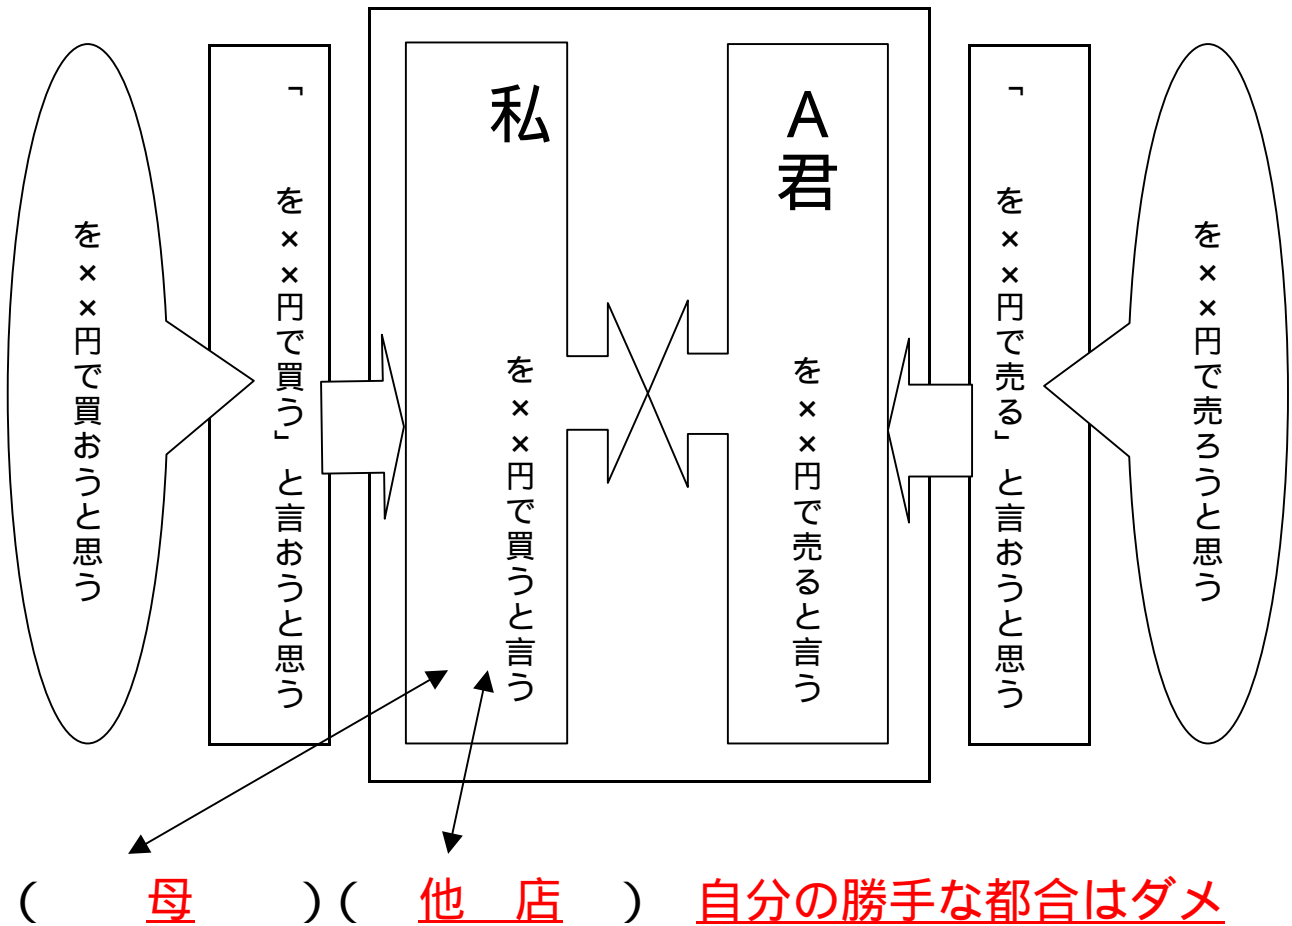 を××円で買おうと思う
「　　を××円で買う」と言おうと思う
私　　を××円で買うと言う
A君　　を××円で売ると言う
「　　を××円で売る」と言おうと思う
を××円で売ろうと思う
（　母　）（　他　店　）　自分の勝手な都合はダメ